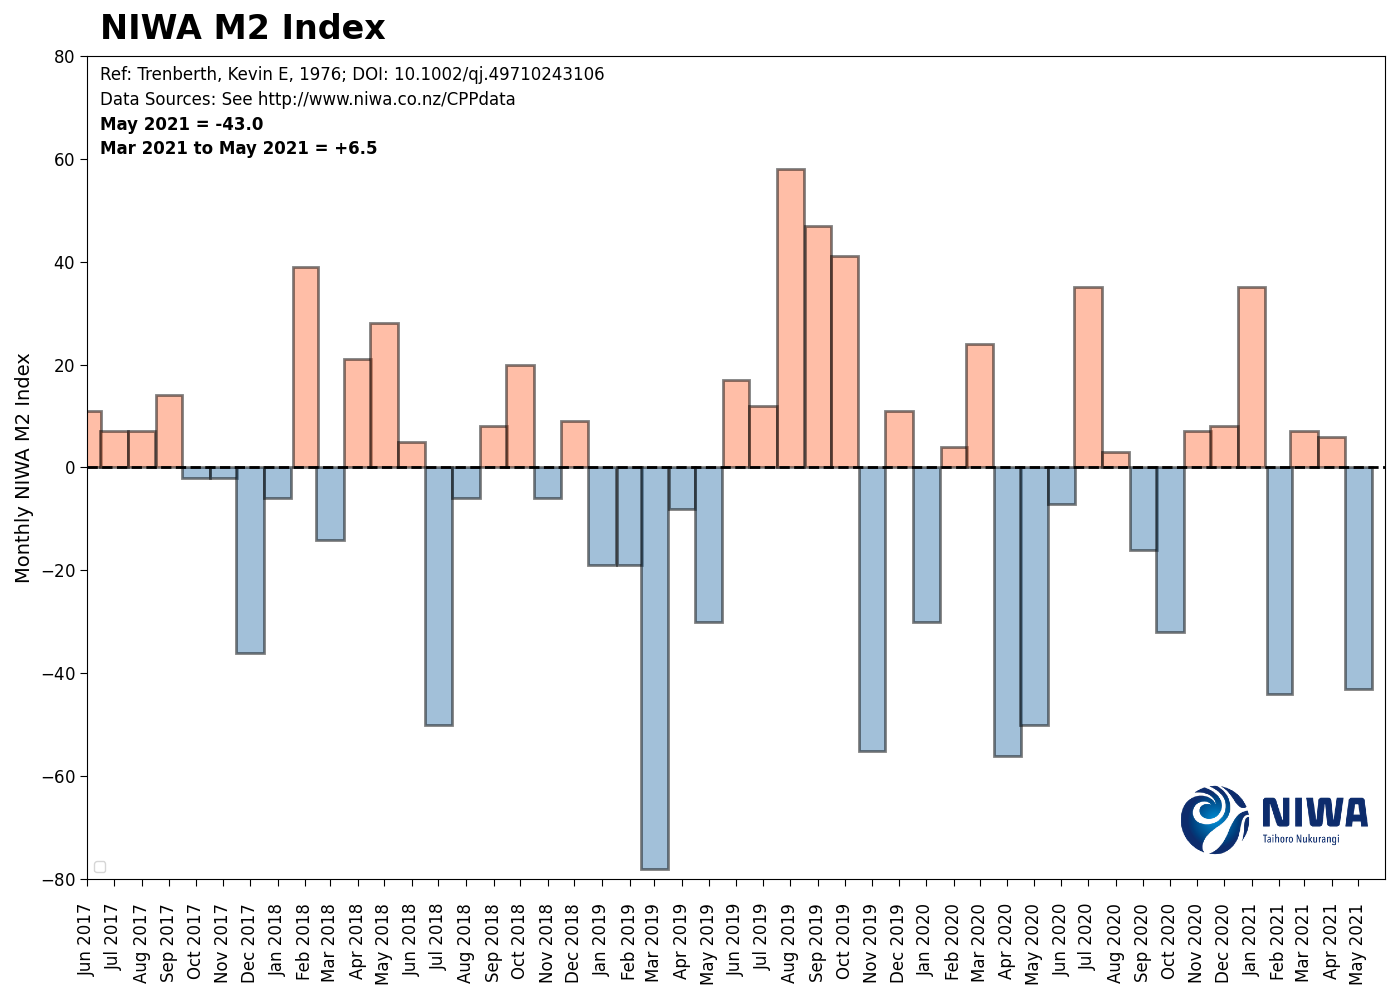 NIWA M2 Index
Ref: Trenberth, Kevin E, 1976; DOI: 10.1002/qj.49710243106
Data Sources: See http://www.niwa.co.nz/CPPdata
May 2021 = -43.0
Mar 2021 to May 2021 = +6.5
Monthly NIWA M2 Index
80
60
40
20
0
−20
−40
−60
−80
NIWA
Taihoro Nukurangi
Jun 2017
Jul 2017
Aug 2017
Sep 2017
Oct 2017
Nov 2017
Dec 2017
Jan 2018
Feb 2018
Mar 2018
Apr 2018
May 2018
Jun 2018
Jul 2018
Aug 2018
Sep 2018
Oct 2018
Nov 2018
Dec 2018
Jan 2019
Feb 2019
Mar 2019
Apr 2019
May 2019
Jun 2019
Jul 2019
Aug 2019
Sep 2019
Oct 2019
Nov 2019
Dec 2019
Jan 2020
Feb 2020
Mar 2020
Apr 2020
May 2020
Jun 2020
Jul 2020
Aug 2020
Sep 2020
Oct 2020
Nov 2020
Dec 2020
Jan 2021
Feb 2021
Mar 2021
Apr 2021
May 2021